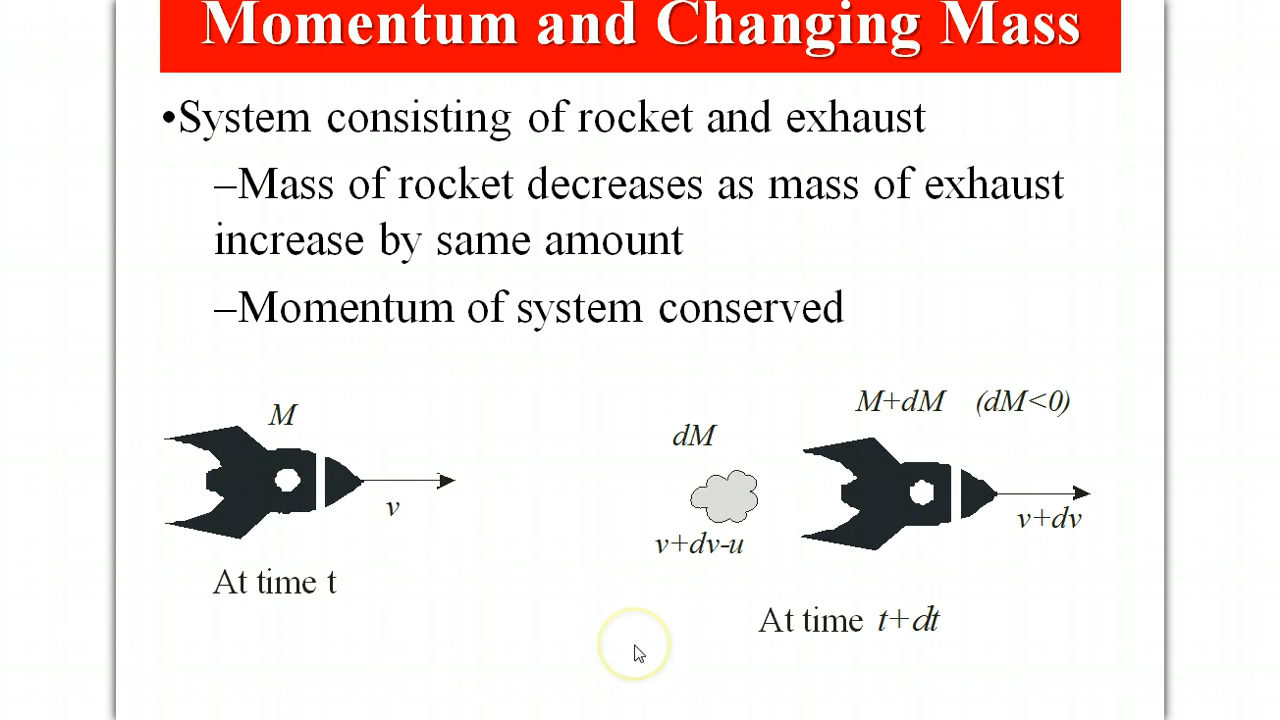 Momentum and Changing Mass
•System consisting of rocket and exhaust
–Mass of rocket decreases as mass of exhaust
increase by same amount
–Momentum of system conserved
M
v
At time t
dM
v+dv-u
M+dM (dM<0)
v+dv
At time t+dt